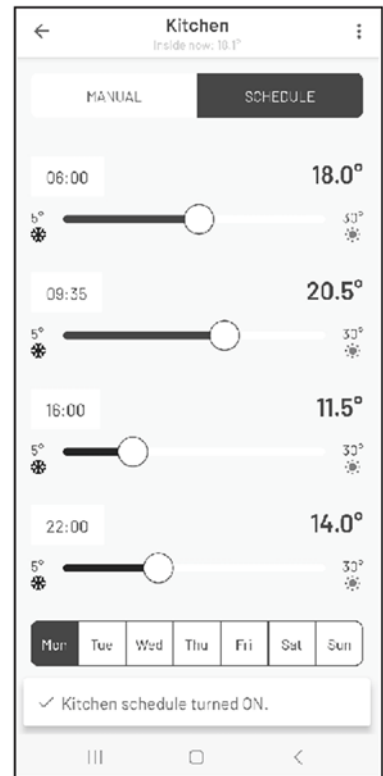 Kitchen
Inside now: 18.1°
MANUAL SCHEDULE
06:00 18.0°
5° 30°
09:35 20.5°
5° 30°
16:00 11.5°
5° 30°
22:00 14.0°
5° 30°
Mon Tue Wed Thu Fri Sat Sun
✓ Kitchen schedule turned ON.